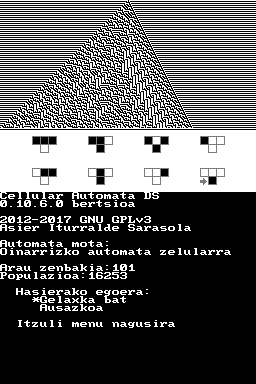 Cellular Automata DS
0.10.6.0 bertsioa
2012-2017 GNU GPLv3
Asier Iturralde Sarasola
Automata mota:
Oinarrizko automata zelularra
Arau zenbakia:101
Populazioa:16253
Hasierako egoera:
*Gelaxka bat
Ausazkoa
Itzuli menu nagusira